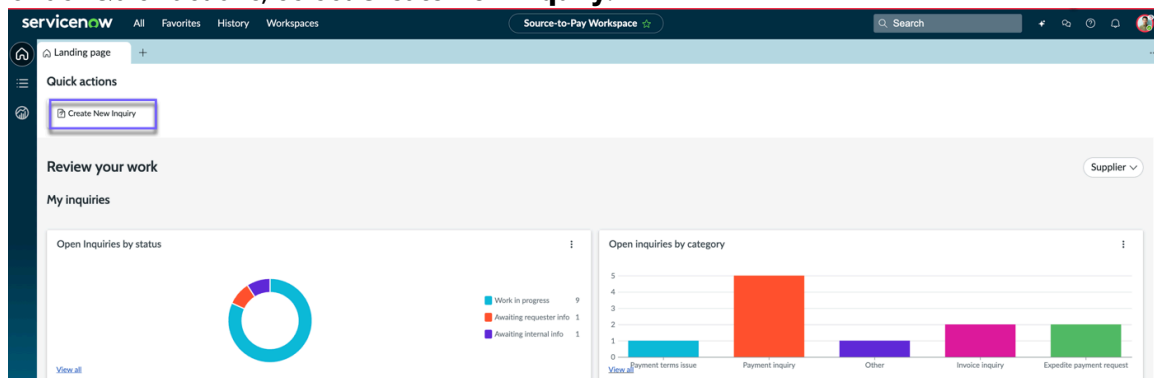 servicenow All Favorites History Workspaces Source-to-Pay Workspace Search
Landing page
Quick actions
Create New Inquiry
Review your work
Supplier
My inquiries
Open Inquiries by status
Work in progress 9
Awaiting requester info 1
Awaiting internal info 1
View all
Open inquiries by category
5
4
3
2
1
0
Payment terms issue Payment inquiry Other Invoice inquiry Expedite payment request
View all